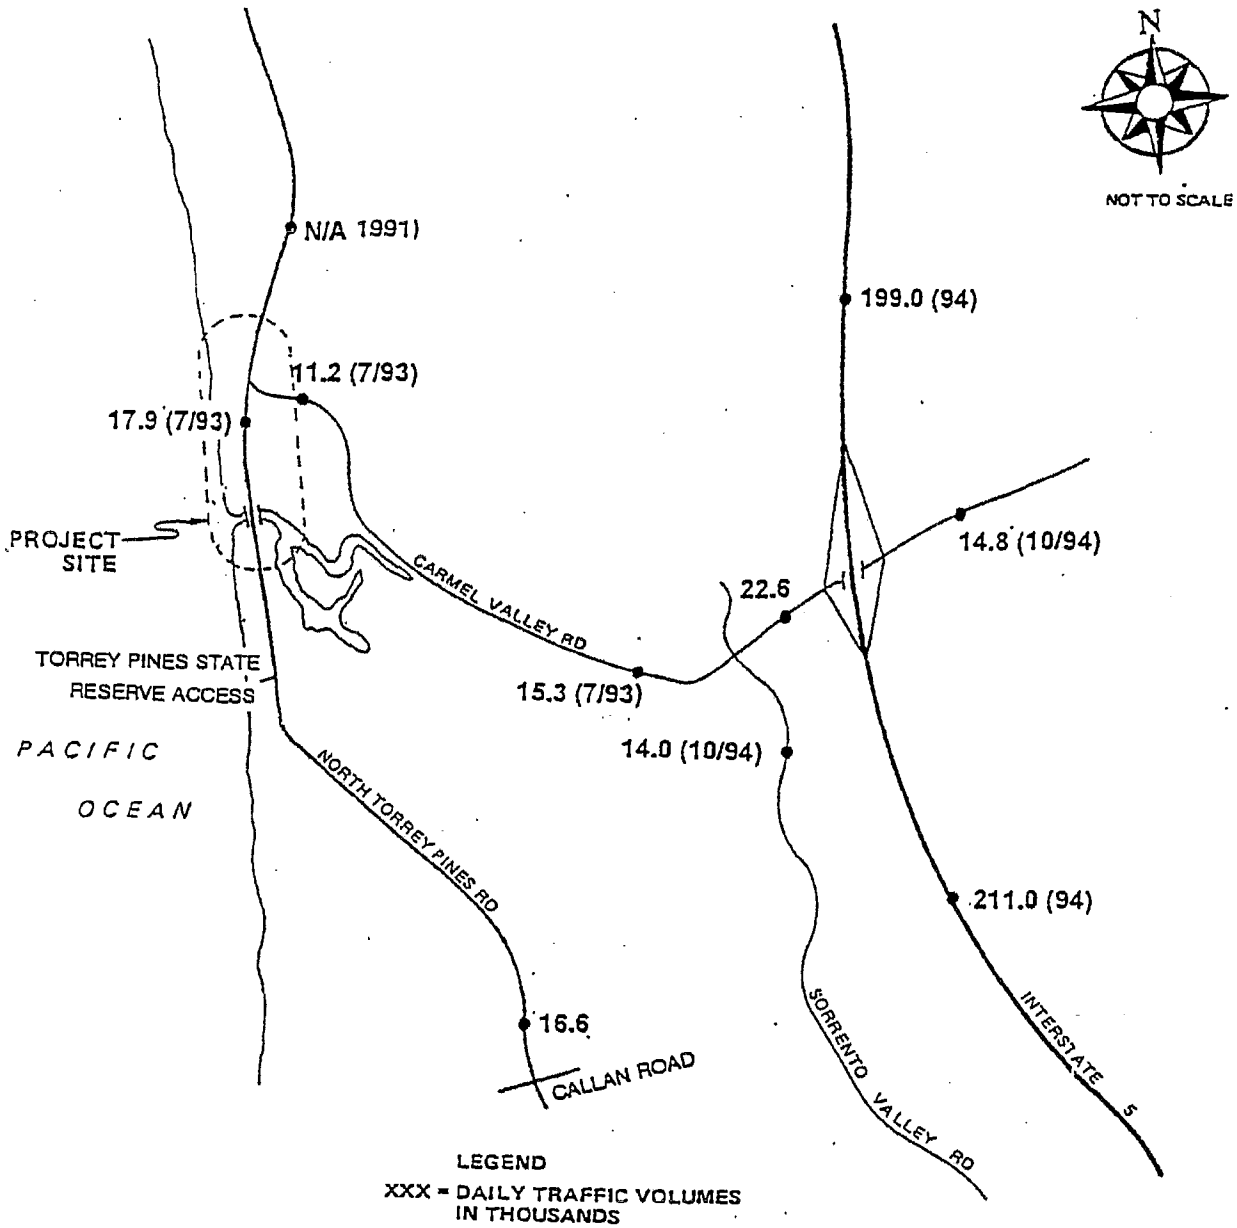 N
NOT TO SCALE
N/A 1991)
199.0 (94)
11.2 (7/93)
17.9 (7/93)
14.8 (10/94)
PROJECT
SITE
22.6
CARMEL VALLEY RD
TORREY PINES STATE
RESERVE ACCESS
15.3 (7/93)
14.0 (10/94)
PACIFIC
OCEAN
NORTH TORREY PINES RD
211.0 (94)
16.6
CALLAN ROAD
SORRENTO VALLEY RD
INTERSTATE 5
LEGEND
XXX = DAILY TRAFFIC VOLUMES
IN THOUSANDS